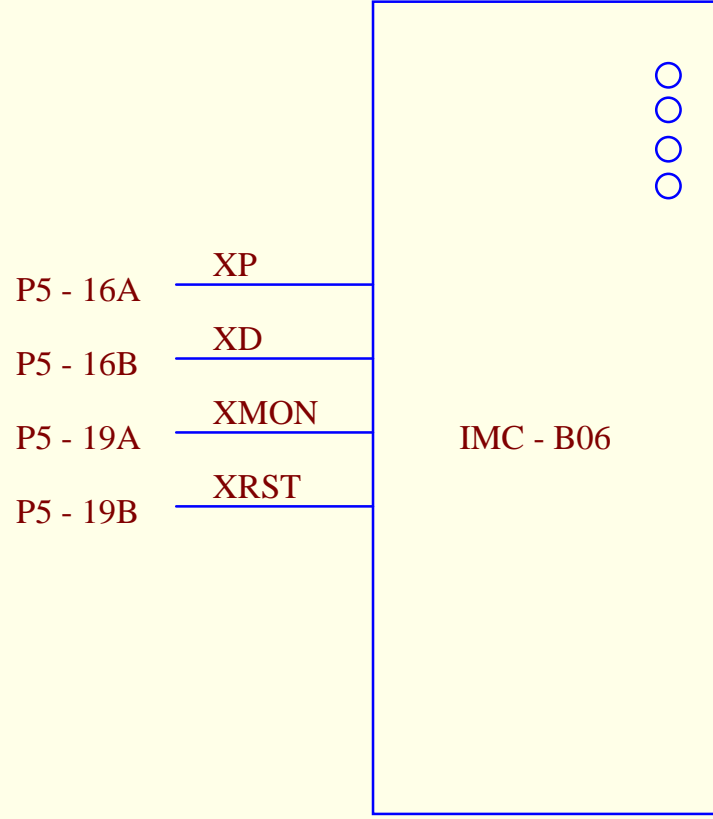 XP
P5 - 16A
XD
P5 - 16B
XMON
P5 - 19A
IMC - B06
XRST
P5 - 19B